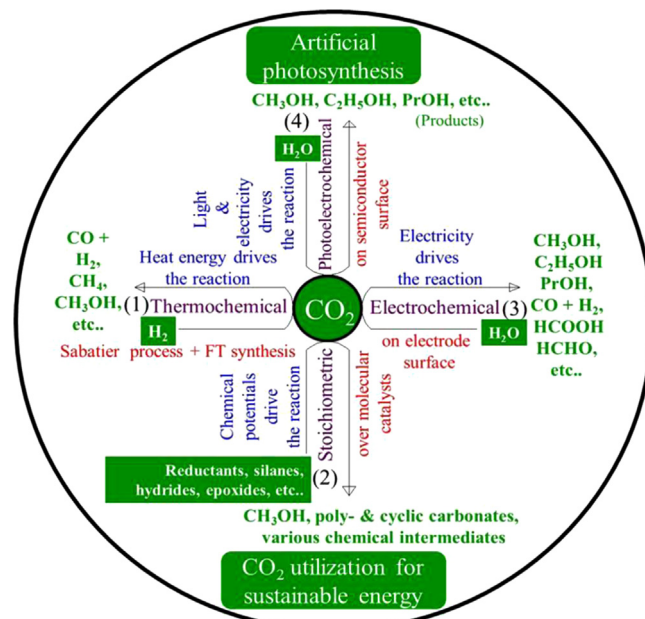 Artificial
photosynthesis
CH₃OH, C₂H₅OH, PrOH, etc..
(Products)
(4)
H₂O
Light
&
electricity drives
the reaction
Photoelectrochemical
on semiconductor
surface
CO +
H₂,
CH₄,
CH₃OH,
etc..
Heat energy drives
the reaction
(1)
Thermochemical
H₂
Sabatier process + FT synthesis
CO₂
Electricity
drives
the reaction
Electrochemical
(3)
H₂O
on electrode
surface
CH₃OH,
C₂H₅OH
PrOH,
CO + H₂,
HCOOH
HCHO,
etc..
Chemical
potentials drive
the reaction
Stoichiometric
over molecular
catalysts
Reductants, silanes,
hydrides, epoxides, etc..
(2)
CH₃OH, poly- & cyclic carbonates,
various chemical intermediates
CO₂ utilization for
sustainable energy